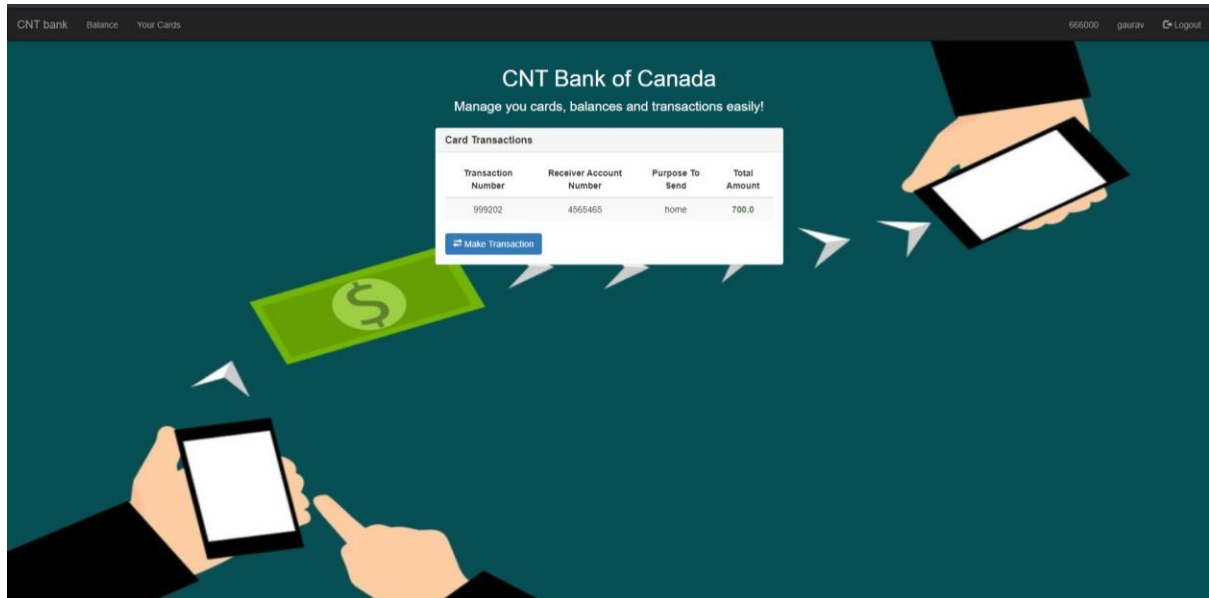 CNT bank Balance Your Cards 666000 gaurav Logout
CNT Bank of Canada
Manage you cards, balances and transactions easily!
Card Transactions
Transaction Number Receiver Account Number Purpose To Send Total Amount
999202 4565465 home 700.0
Make Transaction
$